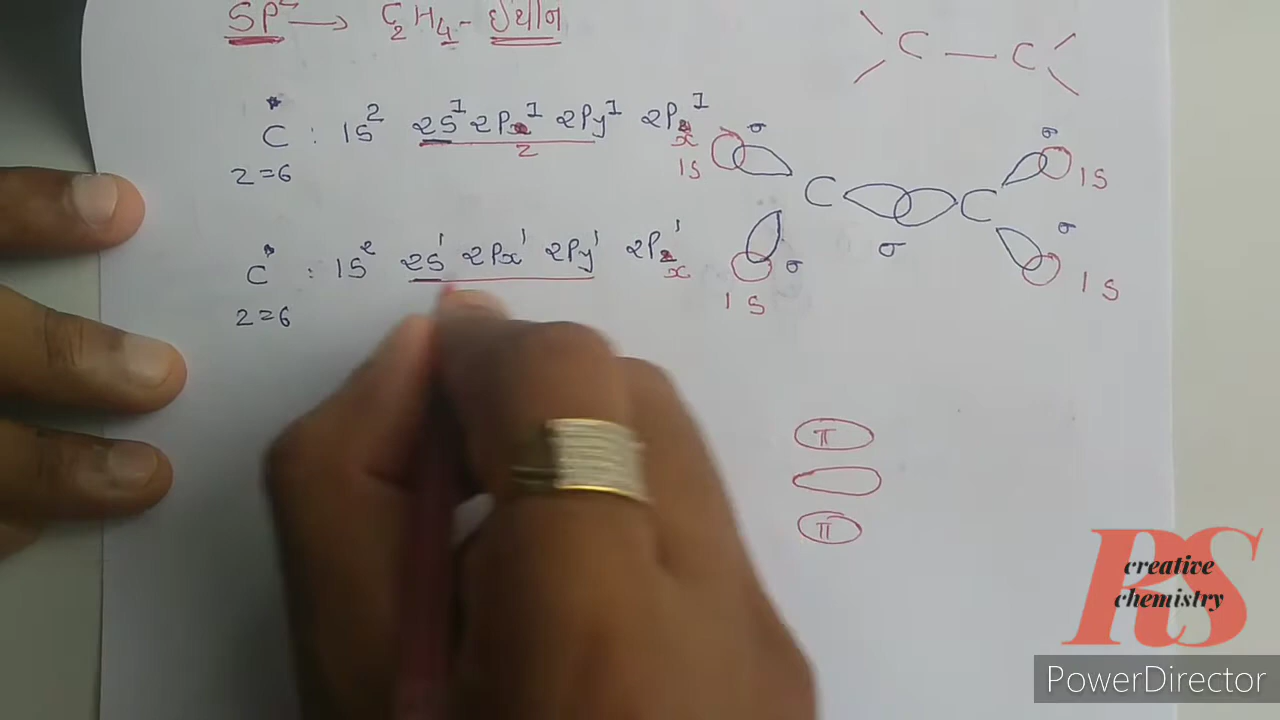 SP² → C₂H₄ - ઈથીન
C — C
C* : 1S² 2S¹ 2Px¹ 2Py¹ 2Pz¹
z x
Z=6
1S σ C σ C σ 1S
C* : 1S² 2S¹ 2Px¹ 2Py¹ 2Pz¹
x
Z=6
1S σ σ 1S
π
π
RS
creative
chemistry
PowerDirector